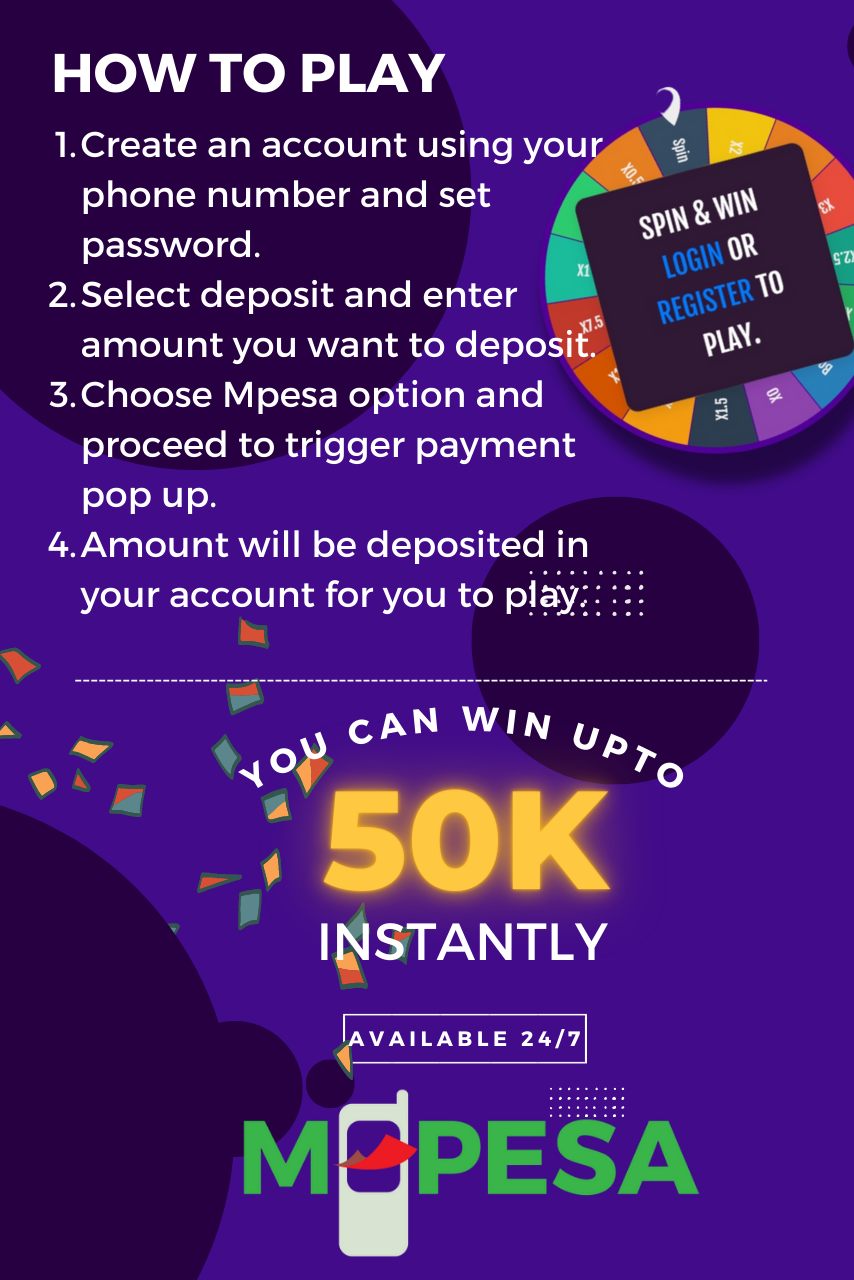 HOW TO PLAY
1. Create an account using your
phone number and set
password.
2. Select deposit and enter
amount you want to deposit.
3. Choose Mpesa option and
proceed to trigger payment
pop up.
4. Amount will be deposited in
your account for you to play.
Spin
X2
X3
X2.5
X1
X7.5
X1.5
0X
SPIN & WIN
LOGIN OR
REGISTER TO
PLAY.
YOU CAN WIN UPTO
50K
INSTANTLY
AVAILABLE 24/7
M-PESA